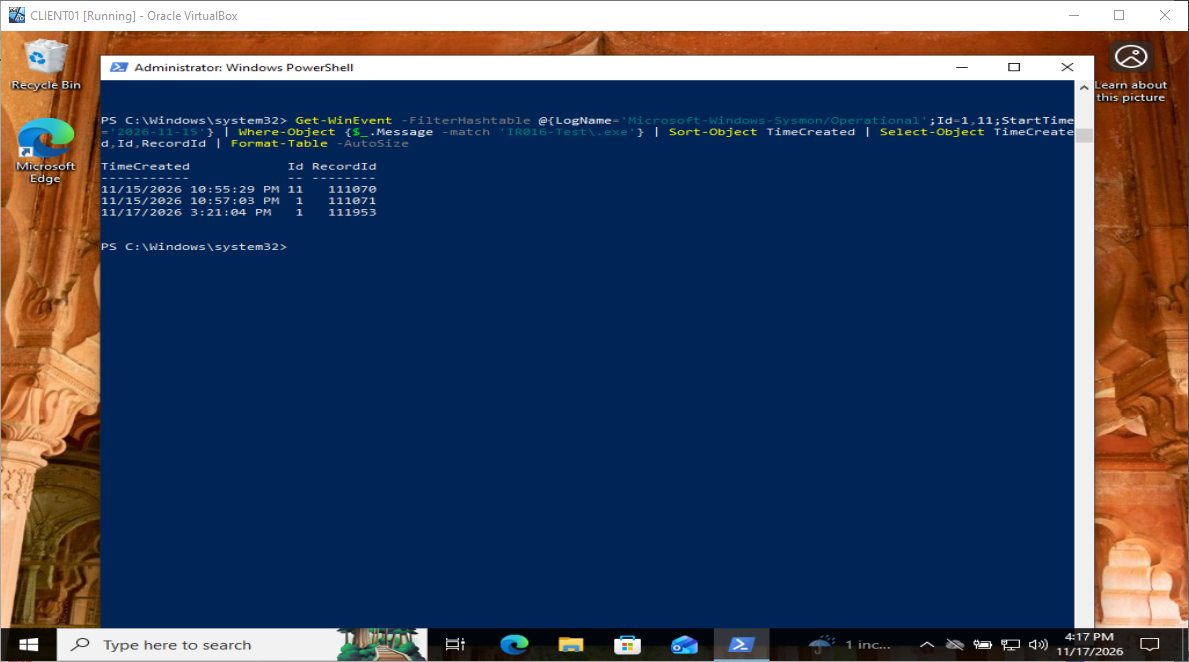 CLIENT01 [Running] - Oracle VirtualBox
Recycle Bin
Microsoft
Edge
Learn about
this picture
Administrator: Windows PowerShell
PS C:\Windows\system32> Get-WinEvent -FilterHashtable @{LogName='Microsoft-Windows-Sysmon/Operational';Id=1,11;StartTime
='2026-11-15'} | Where-Object {$_.Message -match 'IR016-Test\.exe'} | Sort-Object TimeCreated | Select-Object TimeCreate
d,Id,RecordId | Format-Table -AutoSize
TimeCreated Id RecordId
----------- -- --------
11/15/2026 10:55:29 PM 11 111070
11/15/2026 10:57:03 PM 1 111071
11/17/2026 3:21:04 PM 1 111953
PS C:\Windows\system32>
Type here to search
1 inc...
4:17 PM
11/17/2026